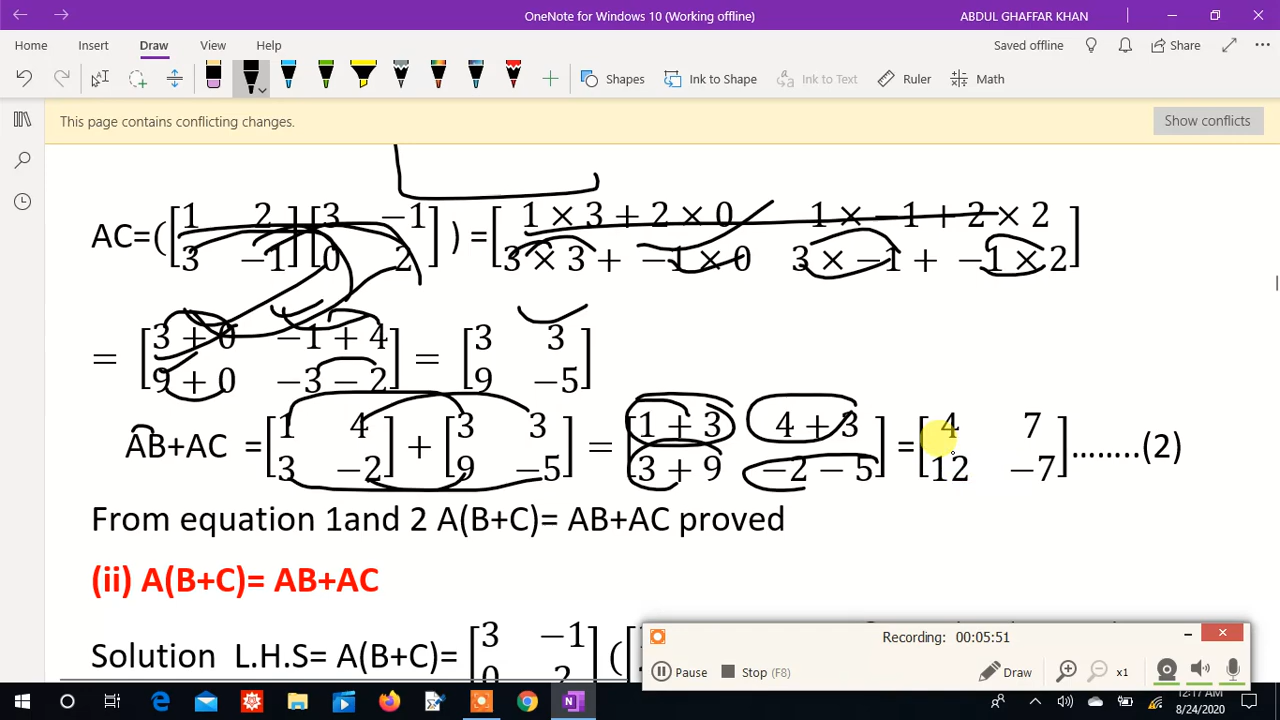 OneNote for Windows 10 (Working offline)
ABDUL GHAFFAR KHAN
Home Insert Draw View Help
Saved offline
Share
Shapes
Ink to Shape
Ink to Text
Ruler
Math
This page contains conflicting changes.
Show conflicts
AC=([1 2 3 −1][3 −1 0 2]) =[1 × 3 + 2 × 0 1 × −1 + 2 × 2
3 × 3 + −1 × 0 3 × −1 + −1 × 2]
= [3 + 0 −1 + 4
9 + 0 −3 − 2] = [3 3
9 −5]
AB+AC =[1 4
3 −2] + [3 3
9 −5] = [1 + 3 4 + 3
3 + 9 −2 − 5] =[4 7
12 −7]........(2)
From equation 1and 2 A(B+C)= AB+AC proved
(ii) A(B+C)= AB+AC
Solution L.H.S= A(B+C)= [3 −1
0 2] ([
Recording: 00:05:51
Pause
Stop (F8)
Draw
x1
12:17 AM
8/24/2020